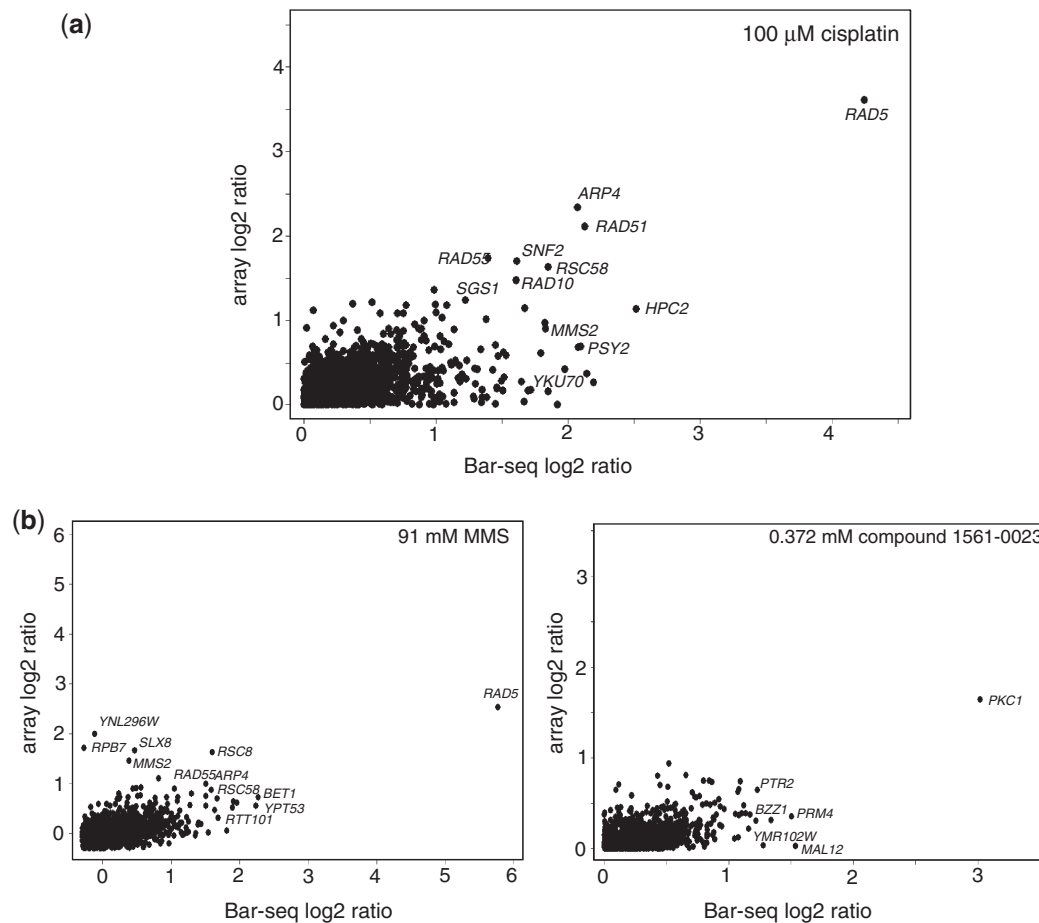 (a)
100 µM cisplatin
array log2 ratio
4
3
2
1
0
RAD5
ARP4
RAD51
RAD55
SNF2
RSC58
SGS1
RAD10
HPC2
MMS2
PSY2
YKU70
0 1 2 3 4
Bar-seq log2 ratio
(b)
91 mM MMS
array log2 ratio
6
5
4
3
2
1
0
RAD5
YNL296W
RPB7
SLX8
RSC8
MMS2
RAD55
ARP4
RSC58
BET1
YPT53
RTT101
0 1 2 3 4 5 6
Bar-seq log2 ratio
0.372 mM compound 1561-0023
array log2 ratio
3
2
1
0
PKC1
PTR2
BZZ1
PRM4
YMR102W
MAL12
0 1 2 3
Bar-seq log2 ratio